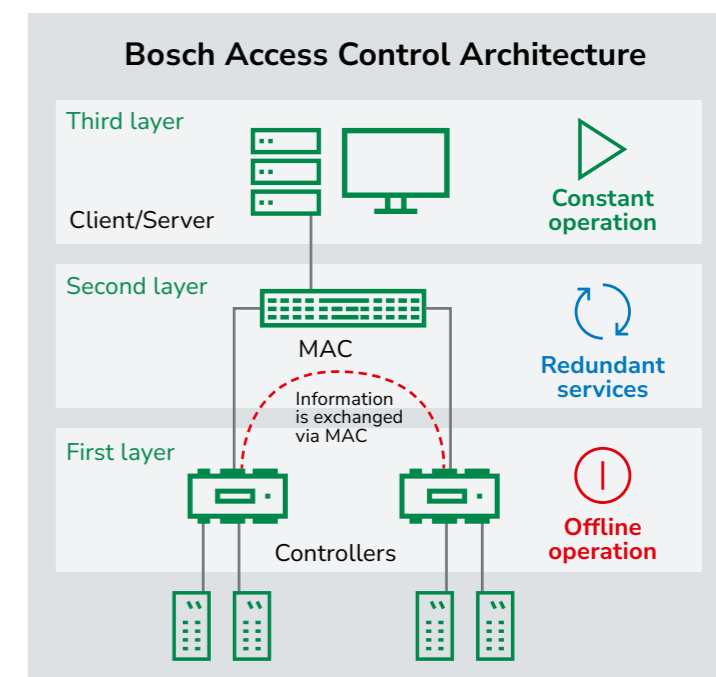 Bosch Access Control Architecture
Third layer
Client/Server
Constant
operation
Second layer
MAC
Redundant
services
Information
is exchanged
via MAC
First layer
Controllers
Offline
operation